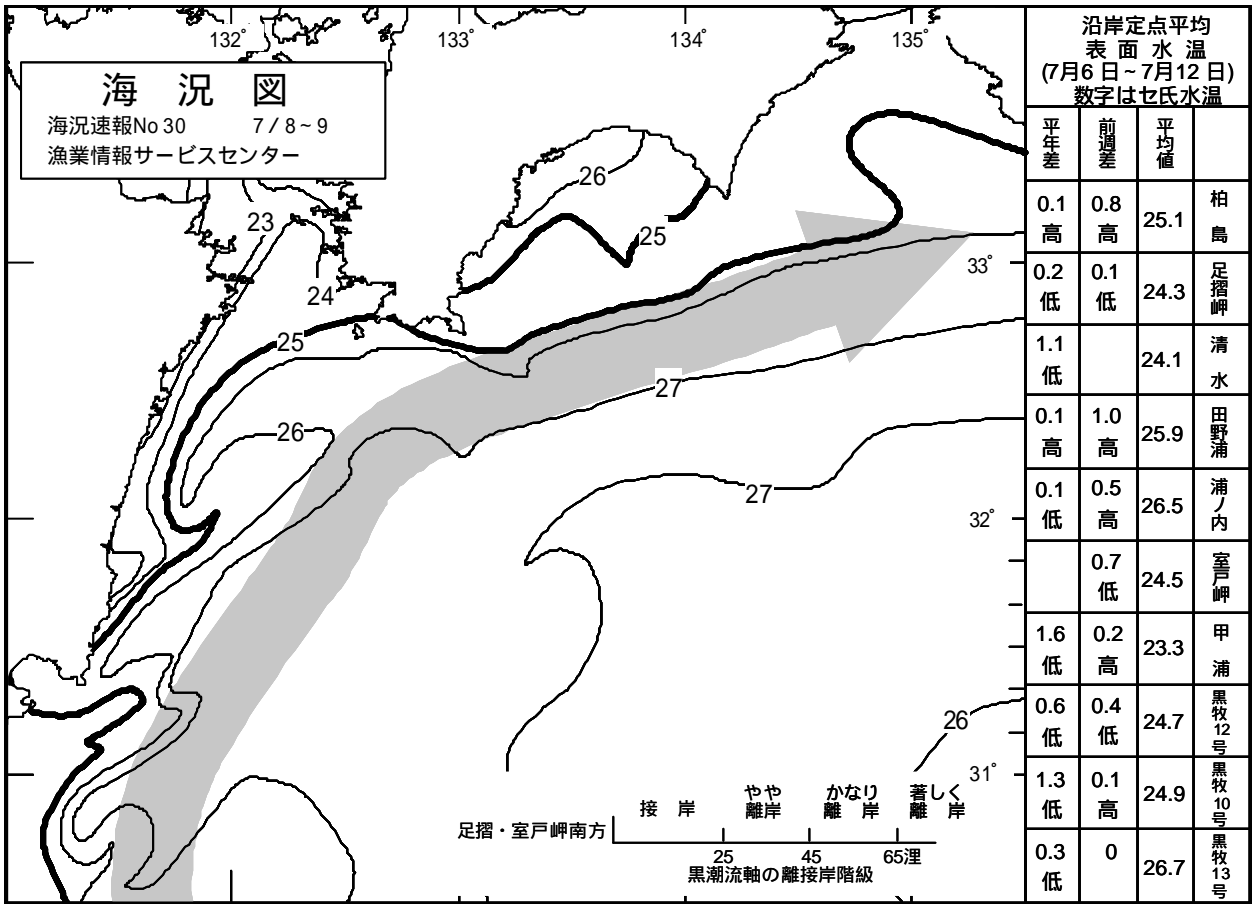 132° 133° 134° 135°
海 況 図
海況速報No 30 7/8~9
漁業情報サービスセンター
26
23
25
24
33°
25
27
26
27
32°
26
31°
接 岸 やや離岸 かなり離岸 著しく離岸
足摺・室戸岬南方
25 45 65浬
黒潮流軸の離接岸階級
沿岸定点平均
表 面 水 温
(7月6日~7月12日)
数字はセ氏水温
平年差 前週差 平均値
0.1高 0.8高 25.1 柏島
0.2低 0.1低 24.3 足摺岬
1.1低 24.1 清水
0.1高 1.0高 25.9 田野浦
0.1低 0.5高 26.5 浦ノ内
0.7低 24.5 室戸岬
1.6低 0.2高 23.3 甲浦
0.6低 0.4低 24.7 黒牧12号
1.3低 0.1高 24.9 黒牧10号
0.3低 0 26.7 黒牧13号